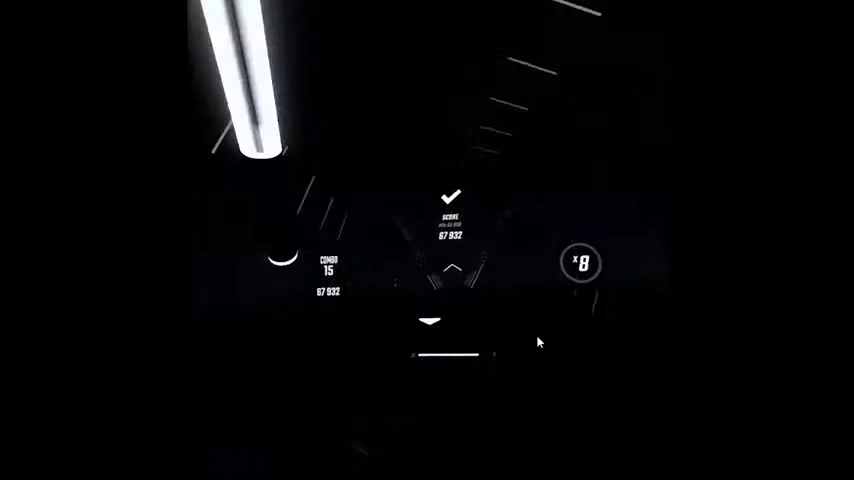 SCORE
67 932
COMBO
15
67 932
x8